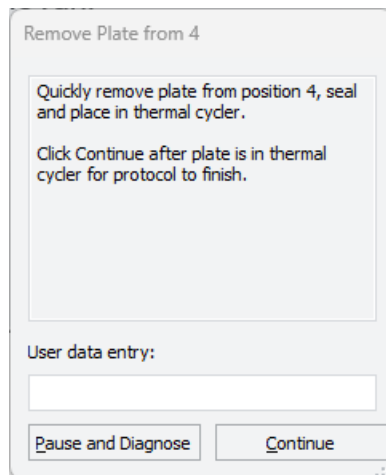 Remove Plate from 4
Quickly remove plate from position 4, seal
and place in thermal cycler.
Click Continue after plate is in thermal
cycler for protocol to finish.
User data entry:
Pause and Diagnose
Continue